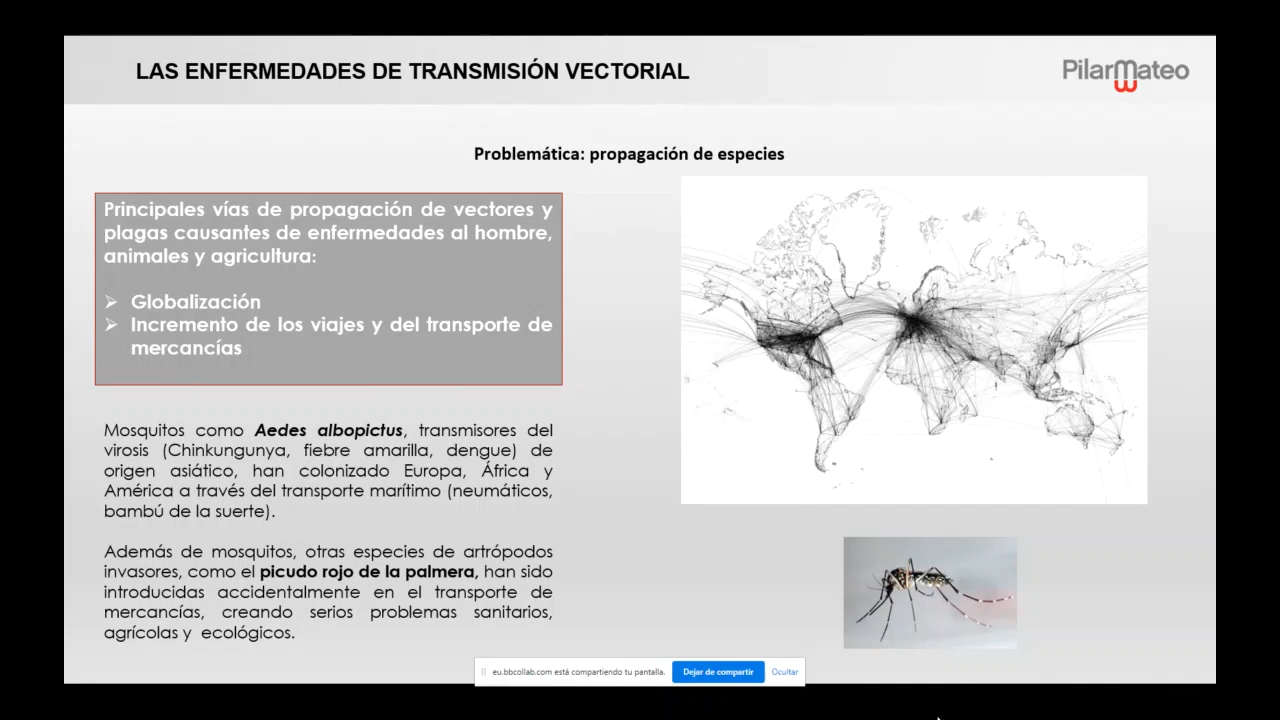 LAS ENFERMEDADES DE TRANSMISIÓN VECTORIAL
PilarMateo
Problemática: propagación de especies
Principales vías de propagación de vectores y
plagas causantes de enfermedades al hombre,
animales y agricultura:
➢ Globalización
➢ Incremento de los viajes y del transporte de
mercancías
Mosquitos como Aedes albopictus, transmisores del
virosis (Chinkungunya, fiebre amarilla, dengue) de
origen asiático, han colonizado Europa, África y
América a través del transporte marítimo (neumáticos,
bambú de la suerte).
Además de mosquitos, otras especies de artrópodos
invasores, como el picudo rojo de la palmera, han sido
introducidas accidentalmente en el transporte de
mercancías, creando serios problemas sanitarios,
agrícolas y ecológicos.
eu.bbcollab.com está compartiendo tu pantalla. Dejar de compartir Ocultar